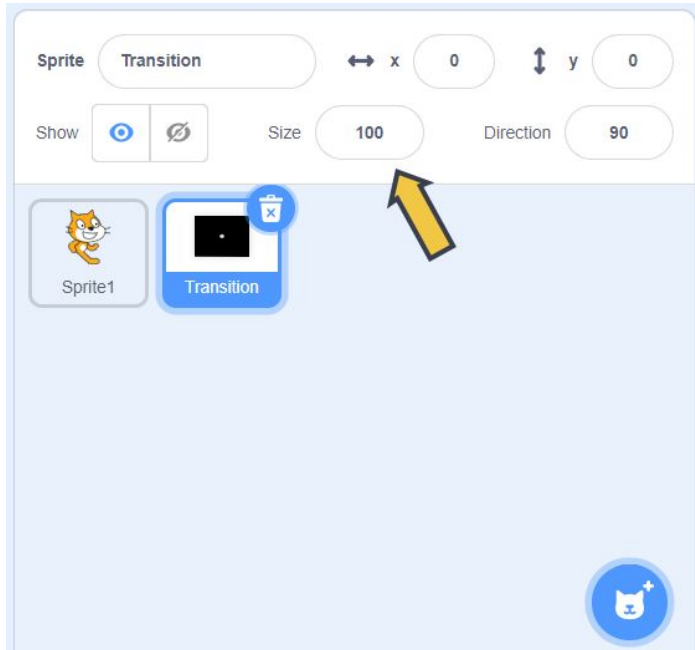 Sprite Transition x 0 y 0
Show Size 100 Direction 90
Sprite1 Transition